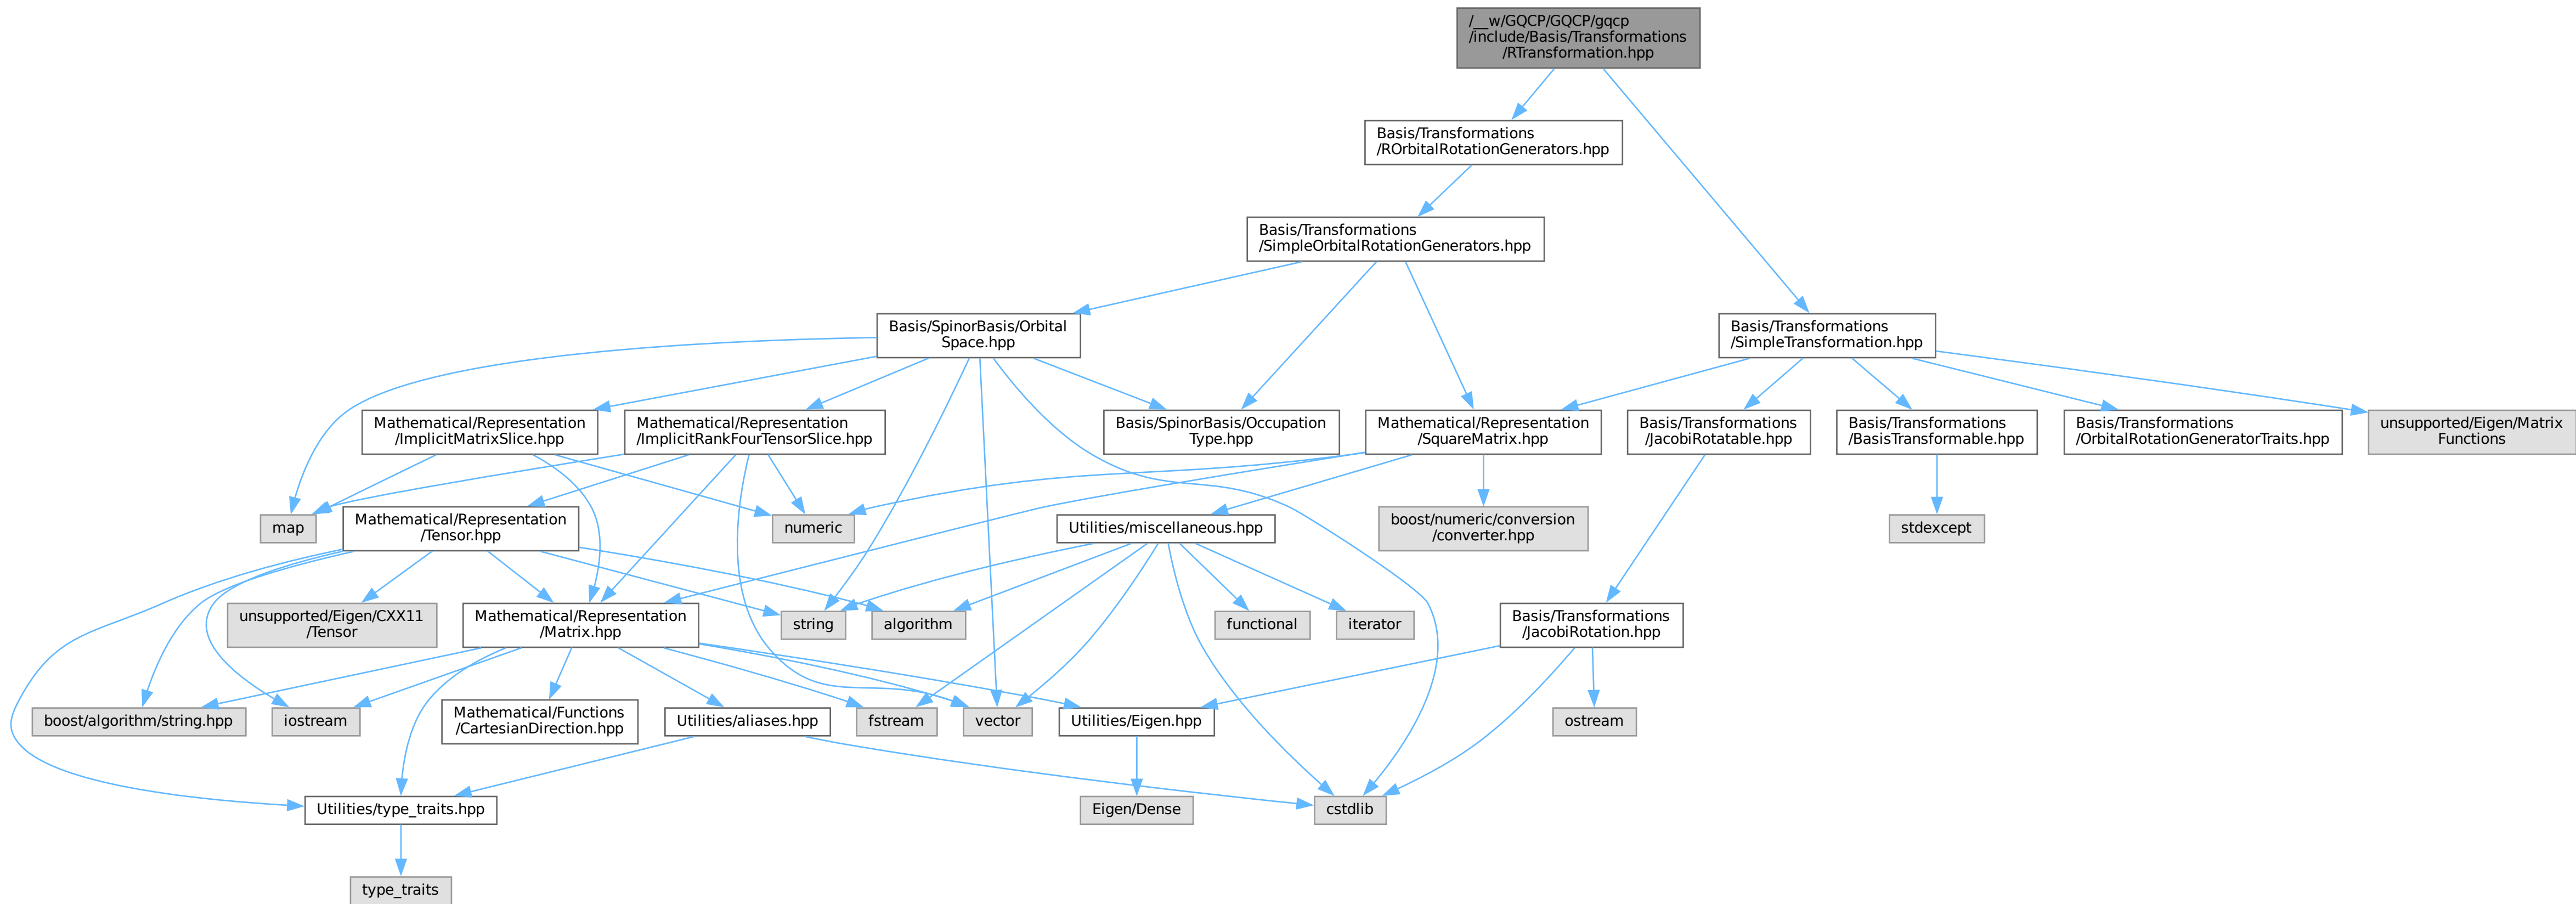 /__w/GQCP/GQCP/gqcp
/include/Basis/Transformations
/RTransformation.hpp
Basis/Transformations
/ROrbitalRotationGenerators.hpp
Basis/Transformations
/SimpleOrbitalRotationGenerators.hpp
Basis/SpinorBasis/Orbital
Space.hpp
Basis/Transformations
/SimpleTransformation.hpp
Mathematical/Representation
/ImplicitMatrixSlice.hpp
Mathematical/Representation
/ImplicitRankFourTensorSlice.hpp
Basis/SpinorBasis/Occupation
Type.hpp
Mathematical/Representation
/SquareMatrix.hpp
Basis/Transformations
/JacobiRotatable.hpp
Basis/Transformations
/BasisTransformable.hpp
Basis/Transformations
/OrbitalRotationGeneratorTraits.hpp
unsupported/Eigen/Matrix
Functions
map
Mathematical/Representation
/Tensor.hpp
numeric
Utilities/miscellaneous.hpp
boost/numeric/conversion
/converter.hpp
stdexcept
unsupported/Eigen/CXX11
/Tensor
Mathematical/Representation
/Matrix.hpp
string
algorithm
functional
iterator
Basis/Transformations
/JacobiRotation.hpp
boost/algorithm/string.hpp
iostream
Mathematical/Functions
/CartesianDirection.hpp
Utilities/aliases.hpp
fstream
vector
Utilities/Eigen.hpp
ostream
Utilities/type_traits.hpp
Eigen/Dense
cstdlib
type_traits